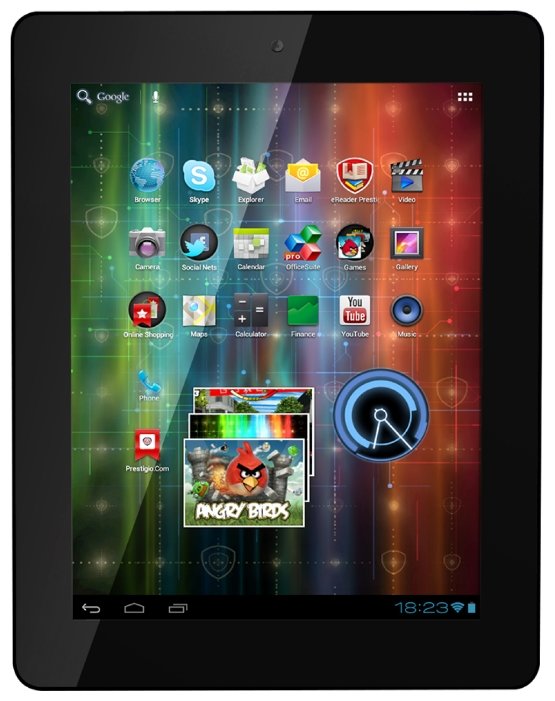 Google
Browser
Skype
Explorer
Email
eReader Prestig
Video
Camera
Social Nets
Calendar
pro
OfficeSuite
Games
Gallery
Online Shopping
Maps
Calculator
Finance
You
Tube
YouTube
Music
Phone
Prestigio.Com
ANGRY BIRDS
18:23